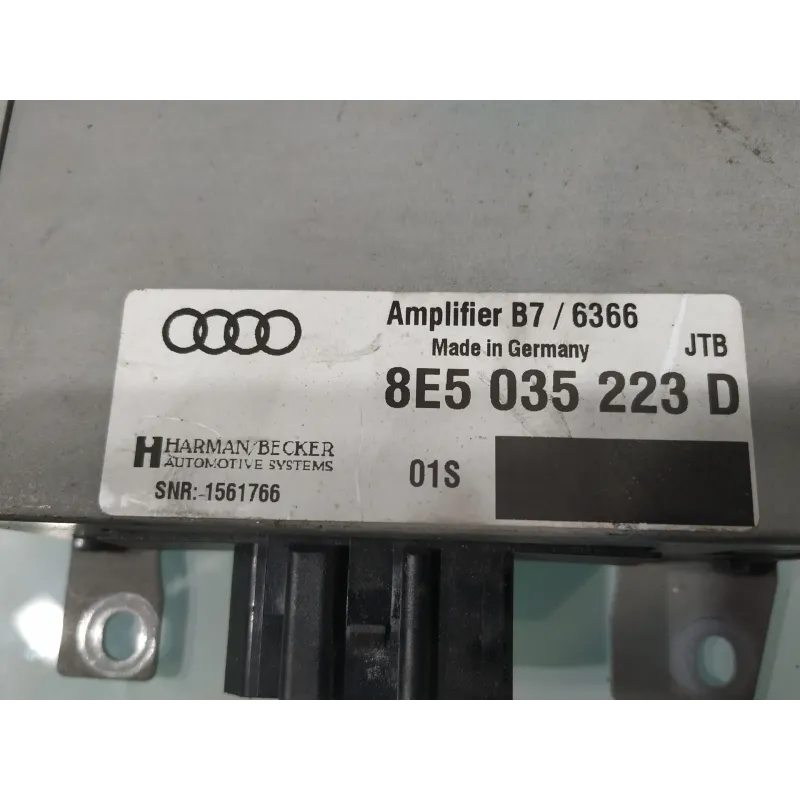 Amplifier B7 / 6366
Made in Germany
JTB
8E5 035 223 D
H HARMAN/BECKER
AUTOMOTIVE SYSTEMS
01S
SNR:-1561766